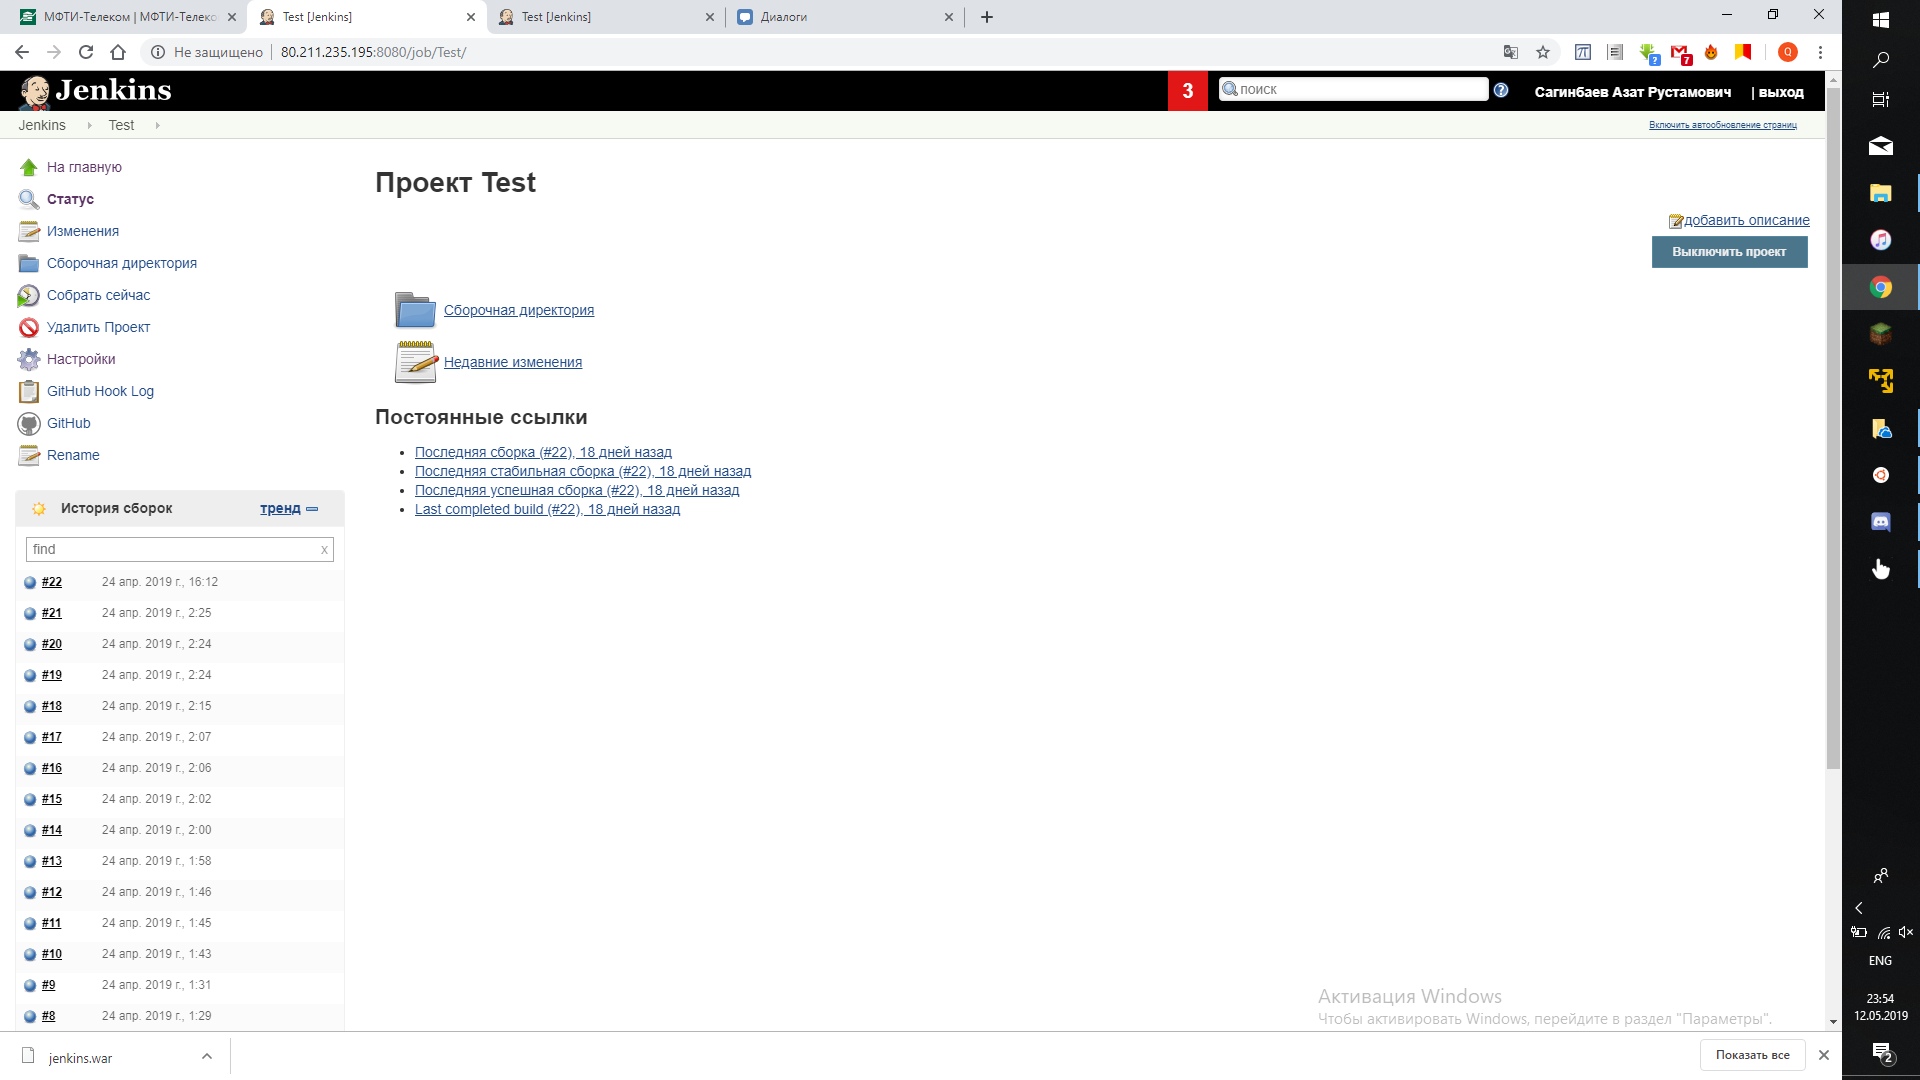 МФТИ-Телеком | МФТИ-Телеко
Test [Jenkins]
Test [Jenkins]
Диалоги
Не защищено
80.211.235.195:8080/job/Test/
7
Q
Jenkins
3
поиск
Сагинбаев Азат Рустамович
| выход
Jenkins
Test
Включить автообновление страниц
На главную
Статус
Изменения
Сборочная директория
Собрать сейчас
Удалить Проект
Настройки
GitHub Hook Log
GitHub
Rename
Проект Test
добавить описание
Выключить проект
Сборочная директория
Недавние изменения
Постоянные ссылки
Последняя сборка (#22), 18 дней назад
Последняя стабильная сборка (#22), 18 дней назад
Последняя успешная сборка (#22), 18 дней назад
Last completed build (#22), 18 дней назад
История сборок
тренд
find
x
#22 24 апр. 2019 г., 16:12
#21 24 апр. 2019 г., 2:25
#20 24 апр. 2019 г., 2:24
#19 24 апр. 2019 г., 2:24
#18 24 апр. 2019 г., 2:15
#17 24 апр. 2019 г., 2:07
#16 24 апр. 2019 г., 2:06
#15 24 апр. 2019 г., 2:02
#14 24 апр. 2019 г., 2:00
#13 24 апр. 2019 г., 1:58
#12 24 апр. 2019 г., 1:46
#11 24 апр. 2019 г., 1:45
#10 24 апр. 2019 г., 1:43
#9 24 апр. 2019 г., 1:31
#8 24 апр. 2019 г., 1:29
Активация Windows
Чтобы активировать Windows, перейдите в раздел "Параметры".
jenkins.war
Показать все
ENG
23:54
12.05.2019
2